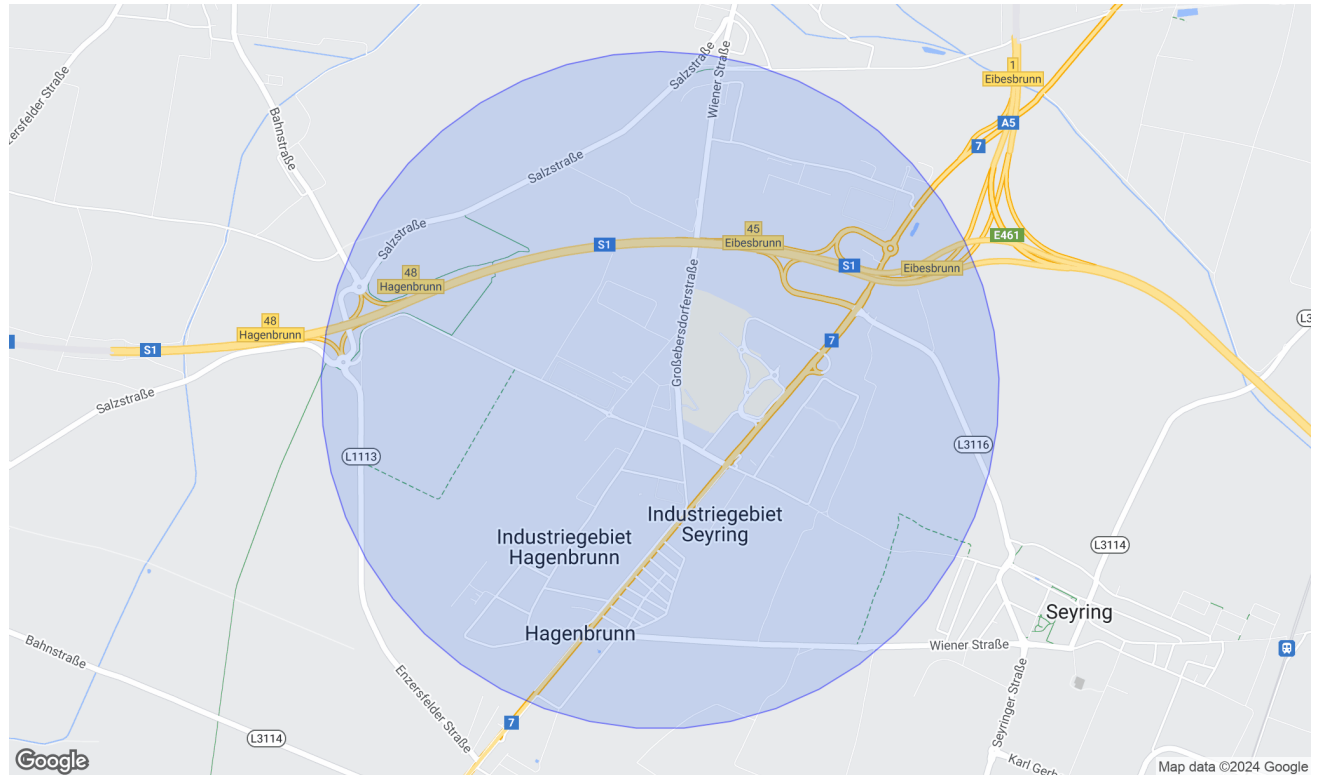 1
Eibesbrunn
Salzstraße
Wiener Straße
zersfelder Straße
Bahnstraße
A5
7
Salzstraße
Salzstraße
45
Eibesbrunn
S1
E461
48
Hagenbrunn
S1
Eibesbrunn
48
Hagenbrunn
Großebersdorferstraße
L3
7
S1
Salzstraße
L3116
L1113
Industriegebiet
Seyring
Industriegebiet
Hagenbrunn
L3114
Seyring
Hagenbrunn
Wiener Straße
Bahnstraße
Enzersfelder Straße
Seyringer Straße
7
L3114
Karl Gerb
Google
Map data ©2024 Google